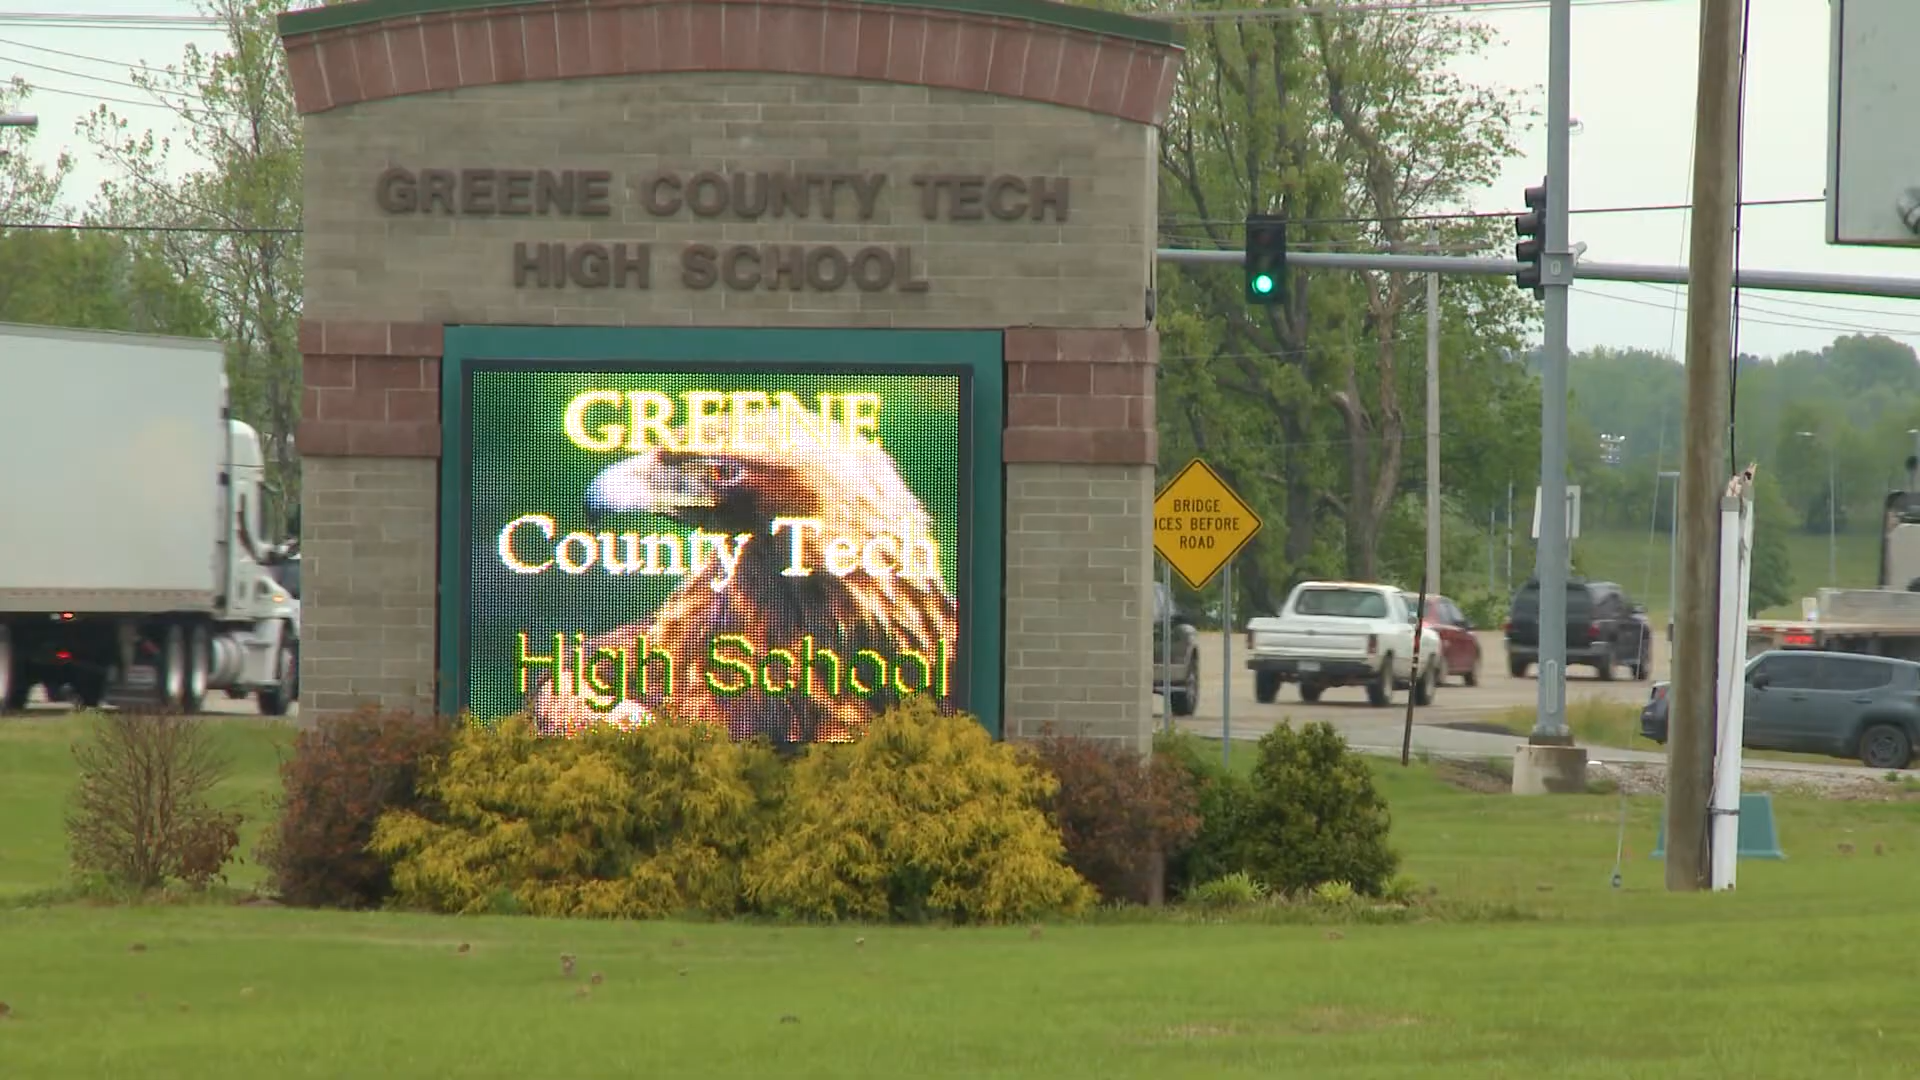 GREENE COUNTY TECH
HIGH SCHOOL
GREENE
County Tech
High School
BRIDGE
ICES BEFORE
ROAD